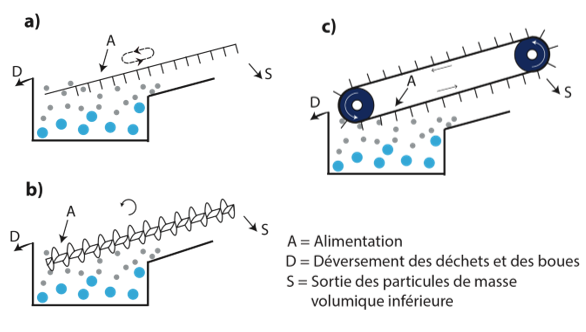 a)
A
D
S
b)
A
D
S
c)
A
D
S
A = Alimentation
D = Déversement des déchets et des boues
S = Sortie des particules de masse
volumique inférieure